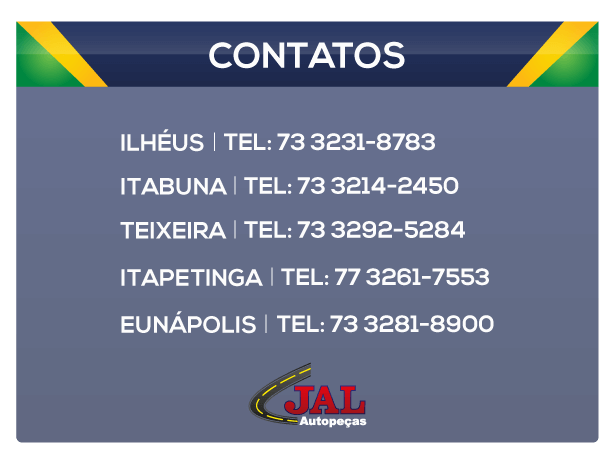 CONTATOS
ILHÉUS | TEL: 73 3231-8783
ITABUNA | TEL: 73 3214-2450
TEIXEIRA | TEL: 73 3292-5284
ITAPETINGA | TEL: 77 3261-7553
EUNÁPOLIS | TEL: 73 3281-8900
JAL
Autopeças